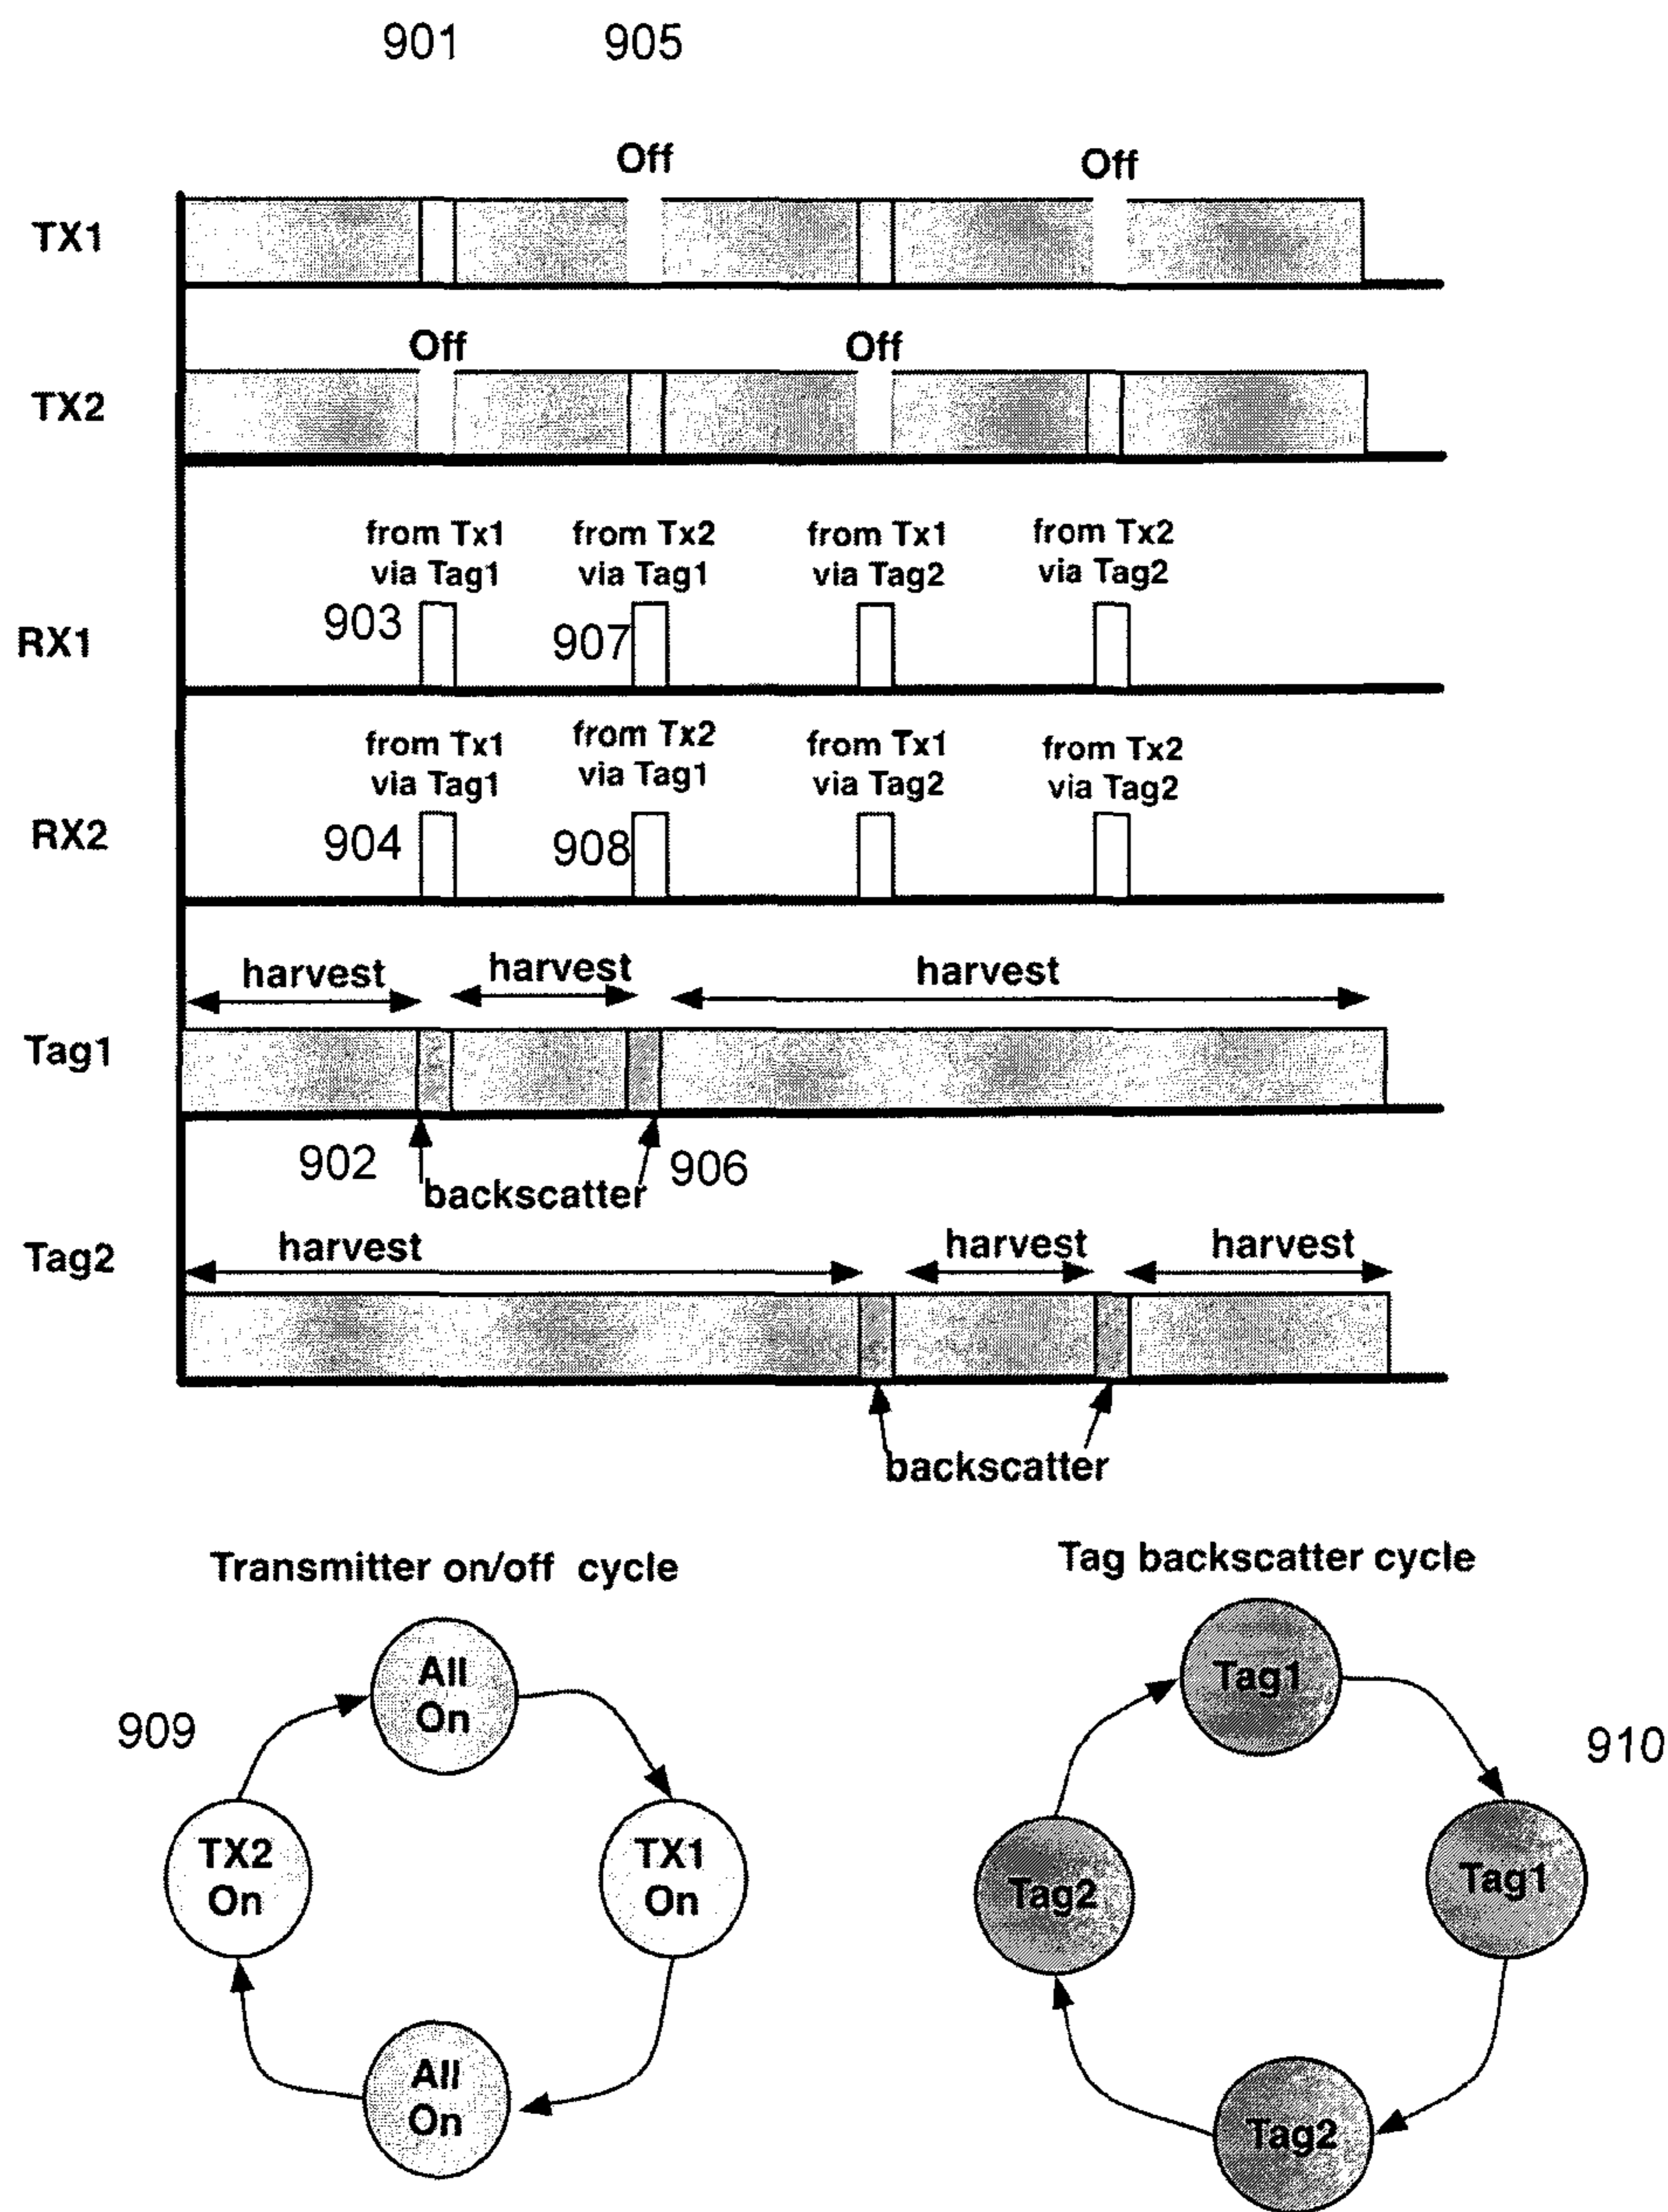 901 905
Off Off
TX1
Off Off
TX2
from Tx1 from Tx2 from Tx1 from Tx2
via Tag1 via Tag1 via Tag2 via Tag2
903 907
RX1
from Tx1 from Tx2 from Tx1 from Tx2
via Tag1 via Tag1 via Tag2 via Tag2
904 908
RX2
harvest harvest harvest
Tag1
902 906
backscatter
harvest harvest harvest
Tag2
backscatter
Transmitter on/off cycle
909
All
On
TX1
On
All
On
TX2
On
Tag backscatter cycle
910
Tag1
Tag1
Tag2
Tag2